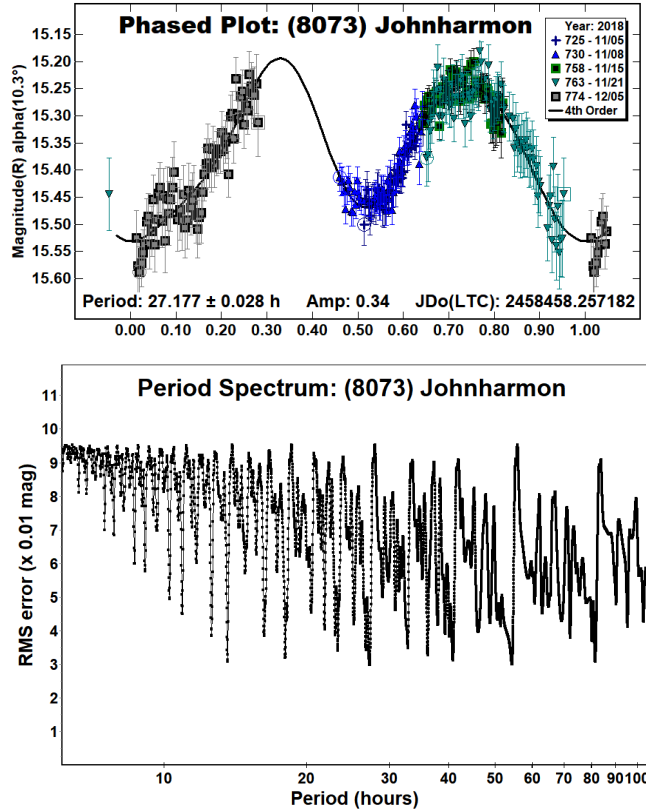 Phased Plot: (8073) Johnharmon
Year: 2018
725 - 11/05
730 - 11/08
758 - 11/15
763 - 11/21
774 - 12/05
4th Order
Magnitude(R) alpha(10.3°)
15.15
15.20
15.25
15.30
15.35
15.40
15.45
15.50
15.55
15.60
Period: 27.177 ± 0.028 h Amp: 0.34 JDo(LTC): 2458458.257182
0.00 0.10 0.20 0.30 0.40 0.50 0.60 0.70 0.80 0.90 1.00
Period Spectrum: (8073) Johnharmon
RMS error (x 0.01 mag)
11
10
9
8
7
6
5
4
3
2
1
10 20 30 40 50 60 70 80 90 100
Period (hours)